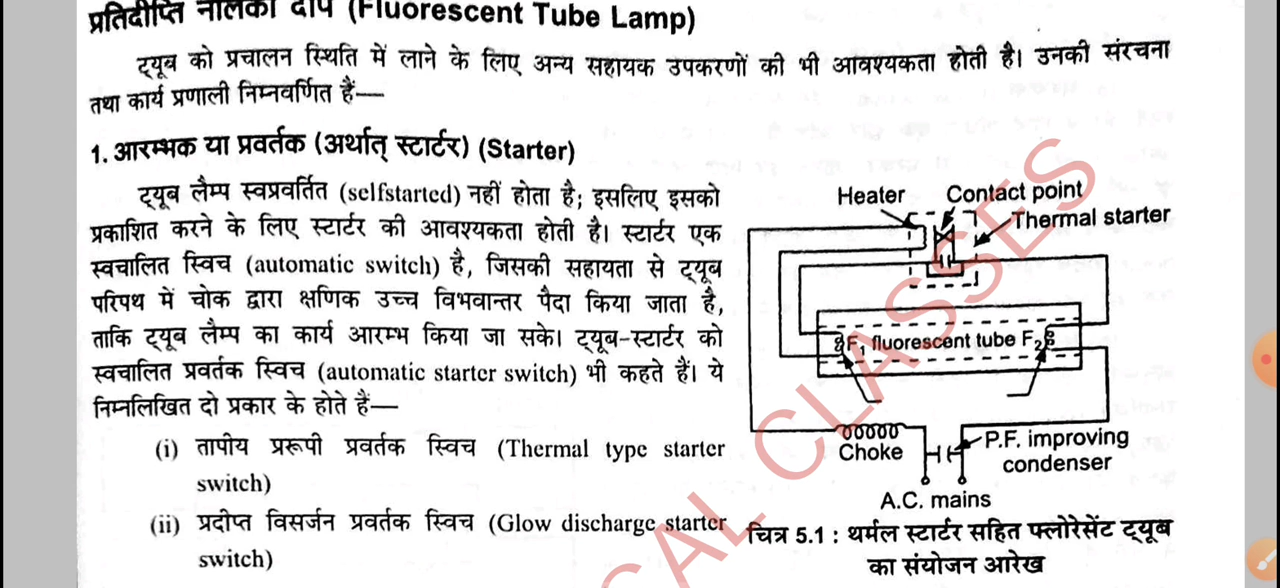 प्रतिदीप्ति नलिका दीप (Fluorescent Tube Lamp)
ट्यूब को प्रचालन स्थिति में लाने के लिए अन्य सहायक उपकरणों की भी आवश्यकता होती है। उनकी संरचना
तथा कार्य प्रणाली निम्नवर्णित हैं—
1. आरम्भक या प्रवर्तक (अर्थात् स्टार्टर) (Starter)
ट्यूब लैम्प स्वप्रवर्तित (selfstarted) नहीं होता है; इसलिए इसको
प्रकाशित करने के लिए स्टार्टर की आवश्यकता होती है। स्टार्टर एक
स्वचालित स्विच (automatic switch) है, जिसकी सहायता से ट्यूब
परिपथ में चोक द्वारा क्षणिक उच्च विभवान्तर पैदा किया जाता है,
ताकि ट्यूब लैम्प का कार्य आरम्भ किया जा सके। ट्यूब-स्टार्टर को
स्वचालित प्रवर्तक स्विच (automatic starter switch) भी कहते हैं। ये
निम्नलिखित दो प्रकार के होते हैं—
(i) तापीय प्ररूपी प्रवर्तक स्विच (Thermal type starter
switch)
(ii) प्रदीप्त विसर्जन प्रवर्तक स्विच (Glow discharge starter
switch)
Heater
Contact point
Thermal starter
F1 fluorescent tube F2
Choke
P.F. improving
condenser
A.C. mains
चित्र 5.1 : थर्मल स्टार्टर सहित फ्लोरेसेंट ट्यूब
का संयोजन आरेख
CAL CLASSES